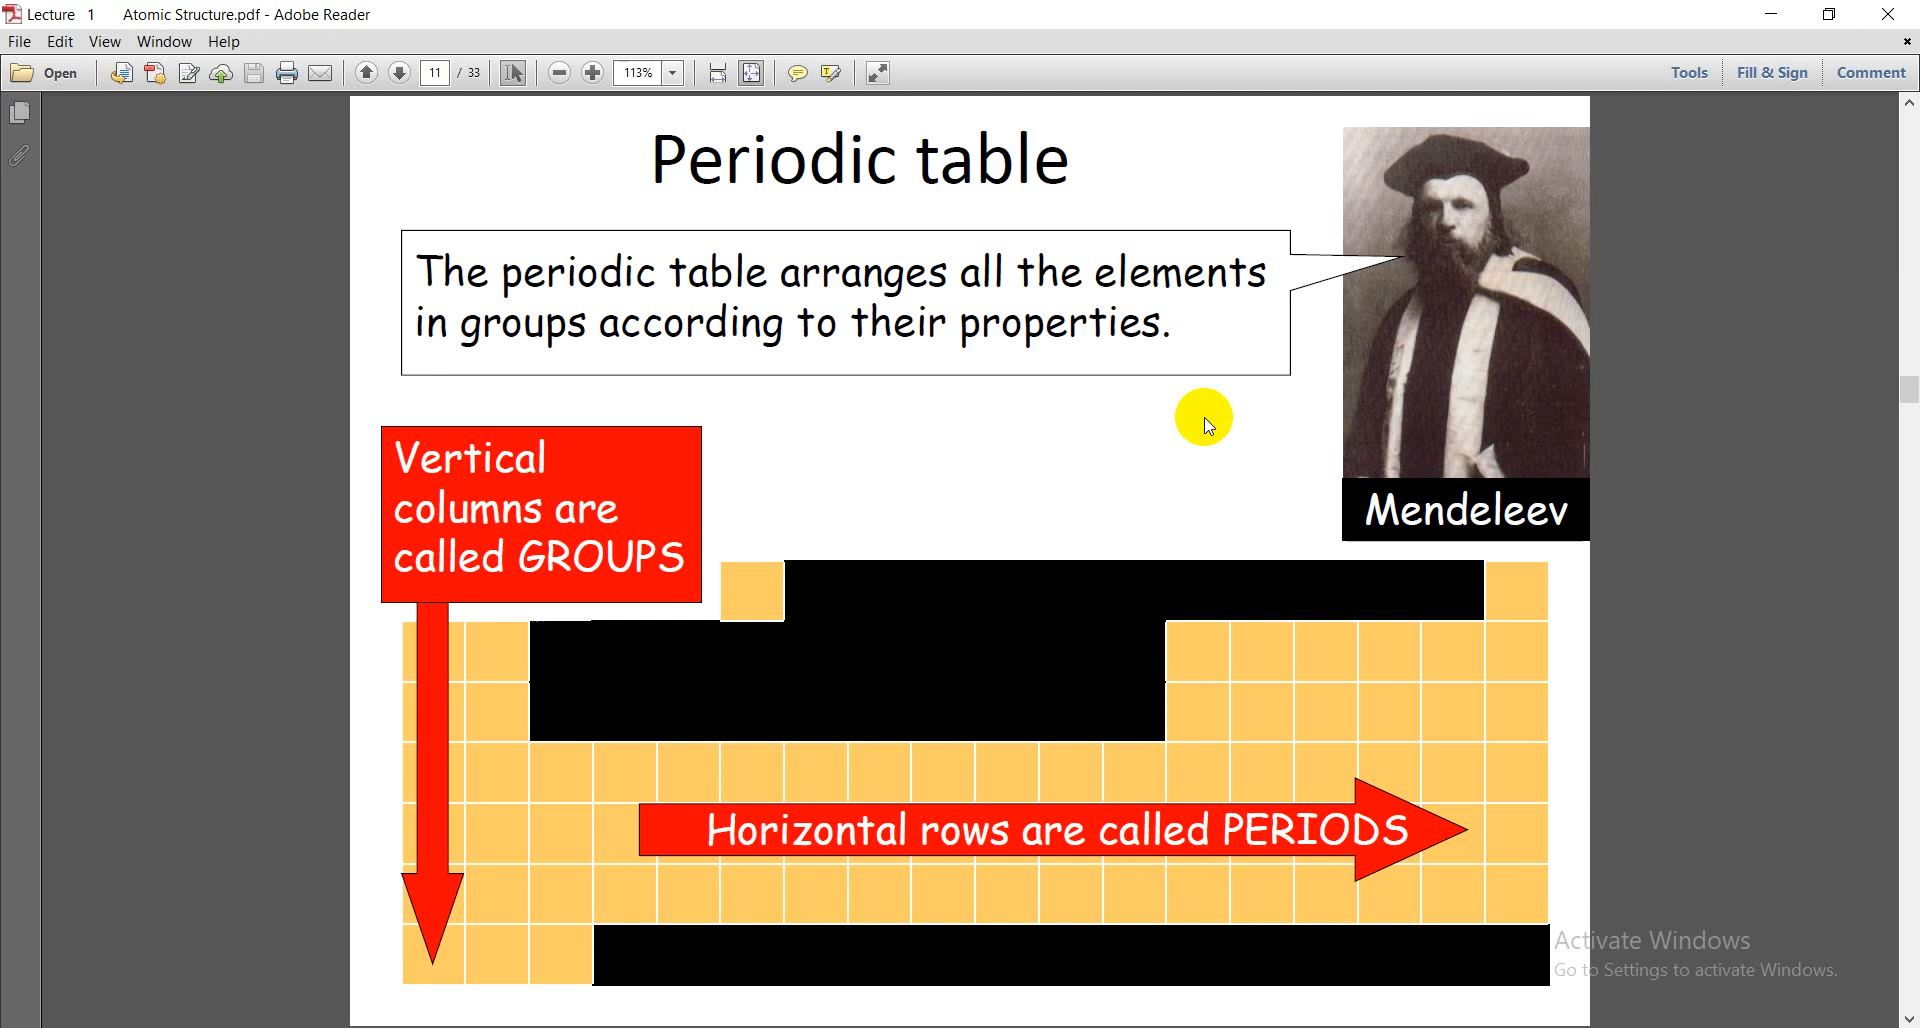 Lecture 1 Atomic Structure.pdf - Adobe Reader
File Edit View Window Help
Open 11 / 33 113% Tools Fill & Sign Comment
Periodic table
The periodic table arranges all the elements
in groups according to their properties.
Vertical
columns are
called GROUPS
Mendeleev
Horizontal rows are called PERIODS
Activate Windows
Go to Settings to activate Windows.